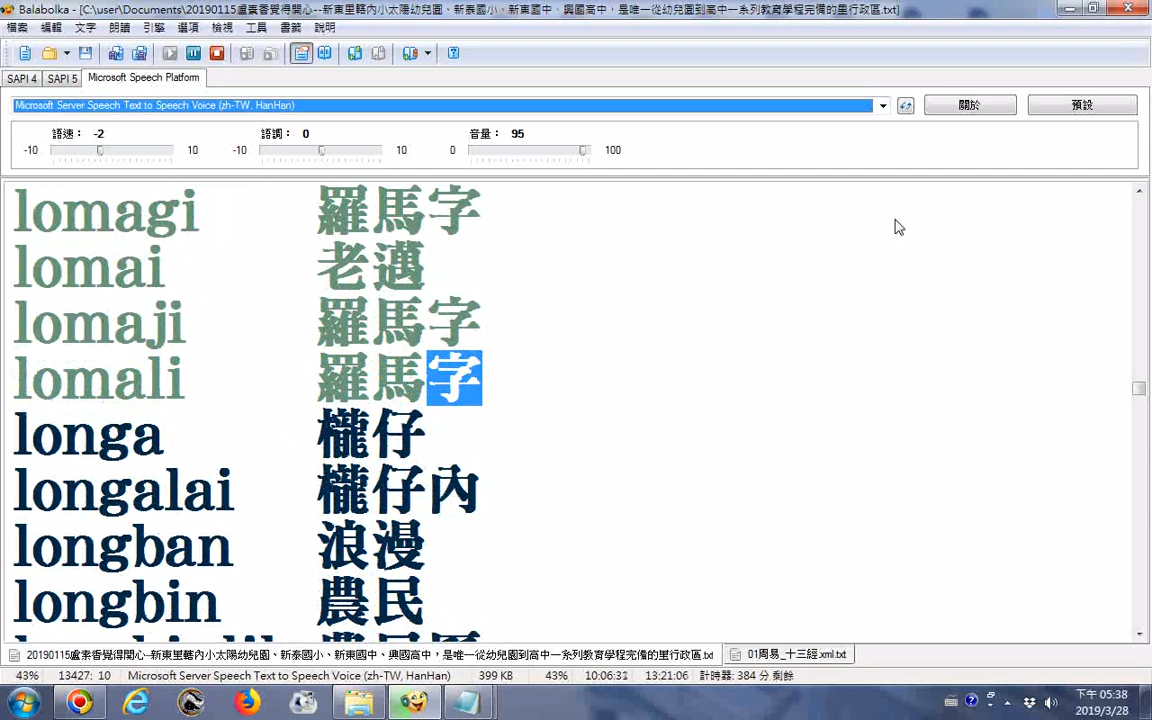 Balabolka - [C:\user\Documents\20190115盧素香覺得開心--新東里轄內小太陽幼兒園、新泰國小、新東國中、興國高中，是唯一從幼兒園到高中一系列教育學程完備的里行政區.txt]
檔案 編輯 文字 朗讀 引擎 選項 檢視 工具 書籤 說明
SAPI 4 SAPI 5 Microsoft Speech Platform
Microsoft Server Speech Text to Speech Voice (zh-TW, HanHan) 關於 預設
語速： -2 語調： 0 音量： 95
-10 10 -10 10 0 100
lomagi 羅馬字
lomai 老邁
lomaji 羅馬字
lomali 羅馬字
longa 泳仔
longalai 櫳仔內
longban 浪漫
longbin 農民
20190115盧素香覺得開心--新東里轄內小太陽幼兒園、新泰國小、新東國中、興國高中，是唯一從幼兒園到高中一系列教育學程完備的里行政區.txt 01周易_十三經.txt
43% 13427: 10 Microsoft Server Speech Text to Speech Voice (zh-TW, HanHan) 399 KB 43% 10:06:31 13:21:06 計時器: 384 分 剩餘
下午 05:38
2019/3/28